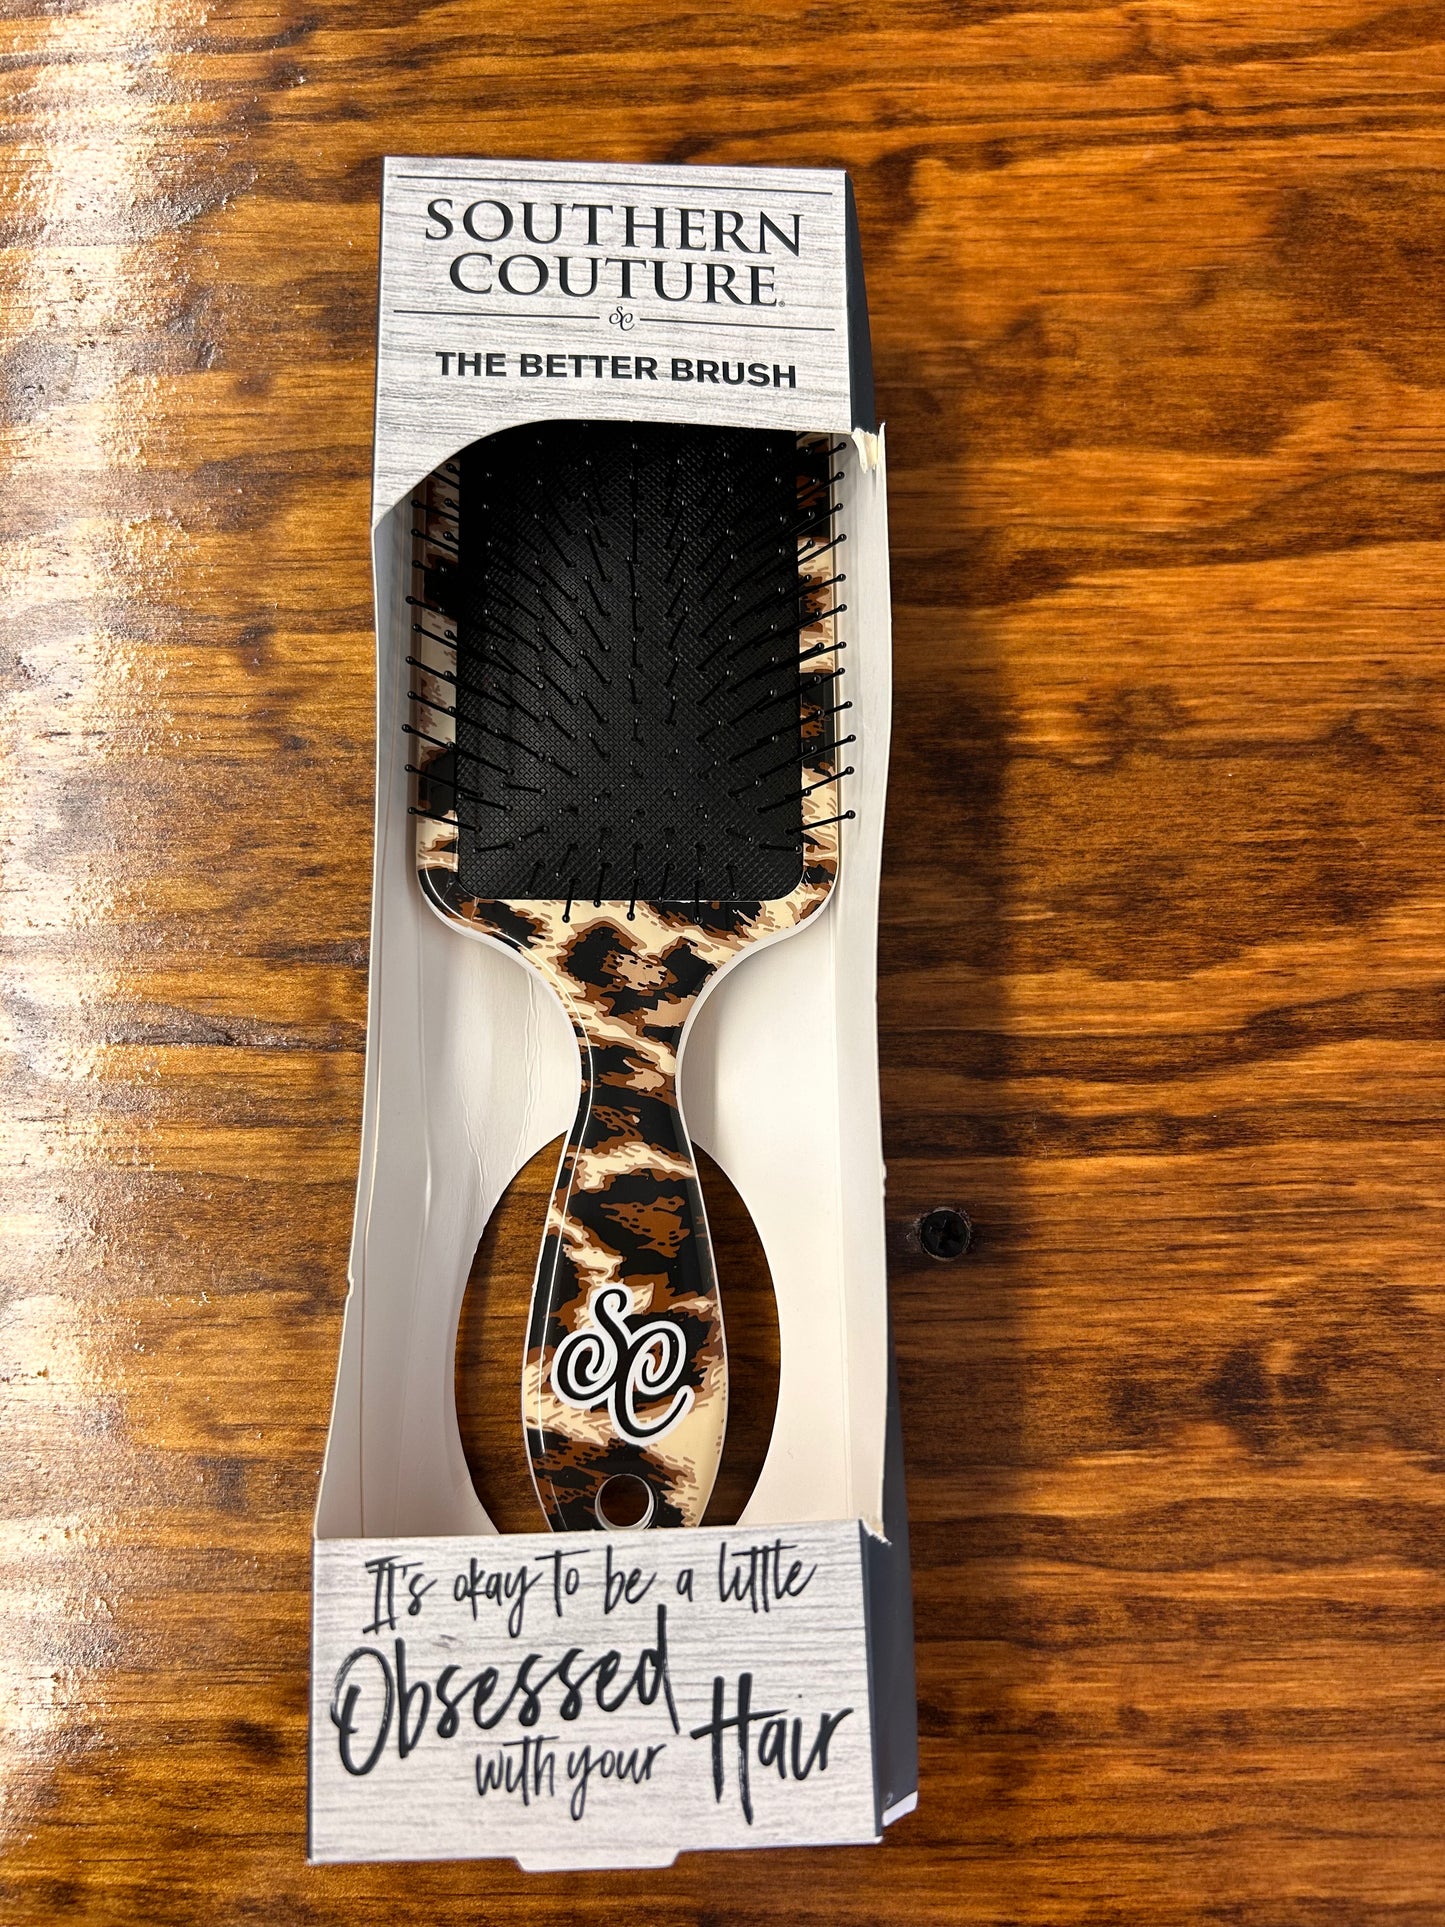 SOUTHERN
COUTURE®
SC
THE BETTER BRUSH
SC
It's okay to be a little
Obsessed
with your Hair